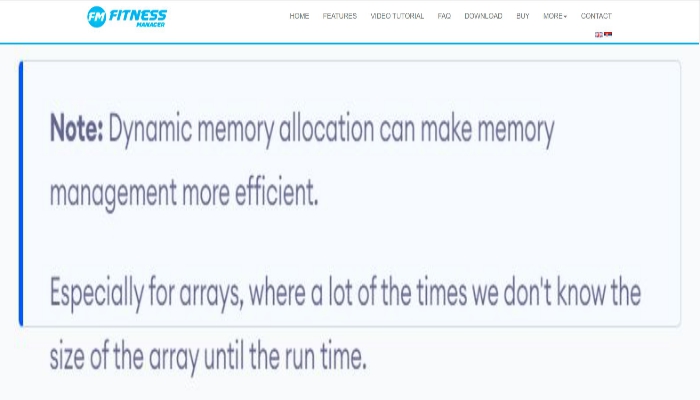 FM FITNESS MANAGER
HOME FEATURES VIDEO TUTORIAL FAQ DOWNLOAD BUY MORE CONTACT
Note: Dynamic memory allocation can make memory
management more efficient.
Especially for arrays, where a lot of the times we don't know the
size of the array until the run time.